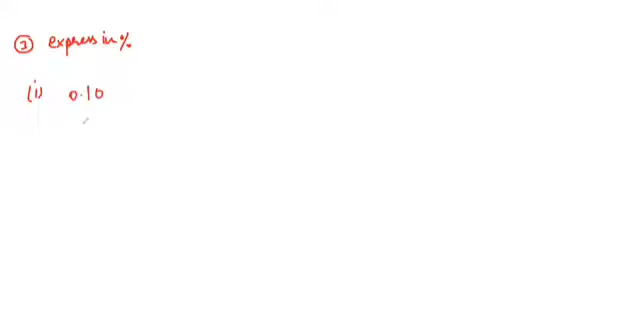 ③ express in %
(i) 0.10